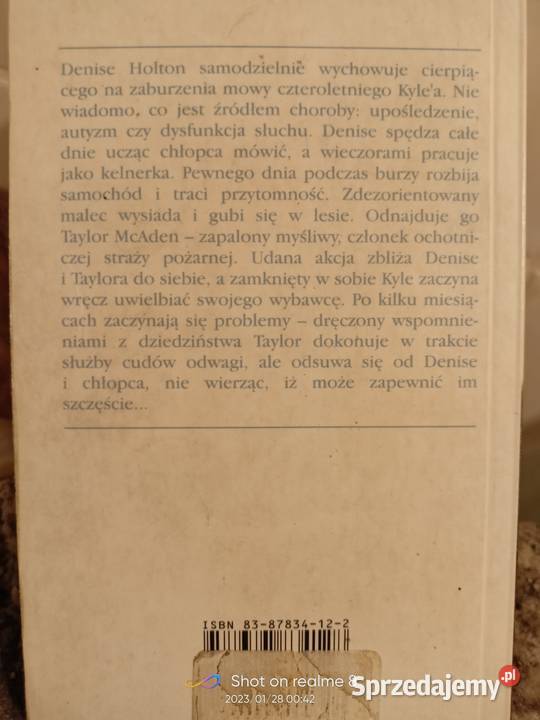 Denise Holton samodzielnie wychowuje cierpią-
cego na zaburzenia mowy czteroletniego Kyle'a. Nie
wiadomo, co jest źródłem choroby: upośledzenie,
autyzm czy dysfunkcja słuchu. Denise spędza całe
dnie ucząc chłopca mówić, a wieczorami pracuje
jako kelnerka. Pewnego dnia podczas burzy rozbija
samochód i traci przytomność. Zdezorientowany
malec wysiada i gubi się w lesie. Odnajduje go
Taylor McAden – zapalony myśliwy, członek ochotni-
czej straży pożarnej. Udana akcja zbliża Denise
i Taylora do siebie, a zamknięty w sobie Kyle zaczyna
wręcz uwielbiać swojego wybawcę. Po kilku miesią-
cach zaczynają się problemy – dręczony wspomnie-
niami z dziedziństwa Taylor dokonuje w trakcie
służby cudów odwagi, ale odsuwa się od Denise
i chłopca, nie wierząc, iż może zapewnić im
szczęście...
ISBN 83-87834-12-2
Shot on realme 8
2023/01/28 00:42
Sprzedajemy.pl